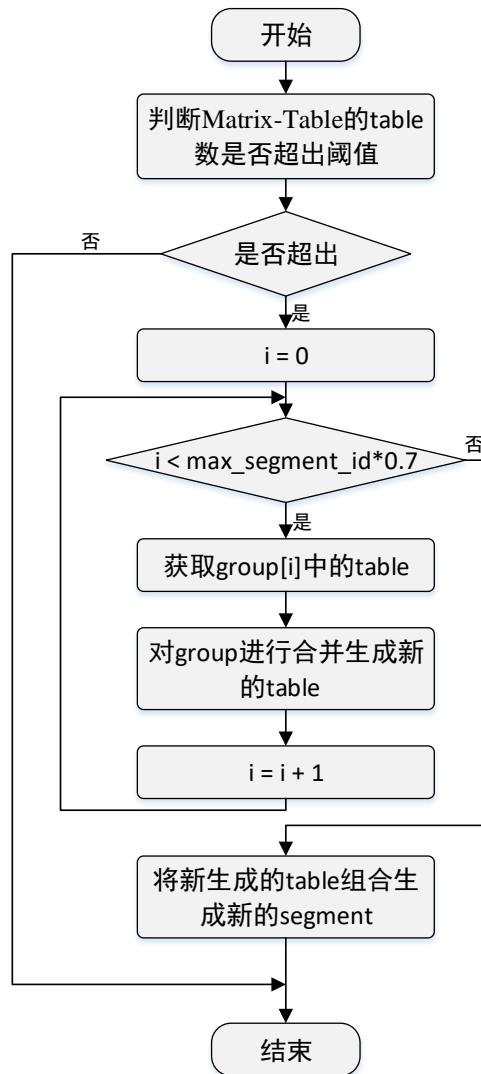 开始
判断Matrix-Table的table
数是否超出阈值
否
是否超出
是
i = 0
i < max_segment_id*0.7
否
是
获取group[i]中的table
对group进行合并生成新
的table
i = i + 1
将新生成的table组合生
成新的segment
结束